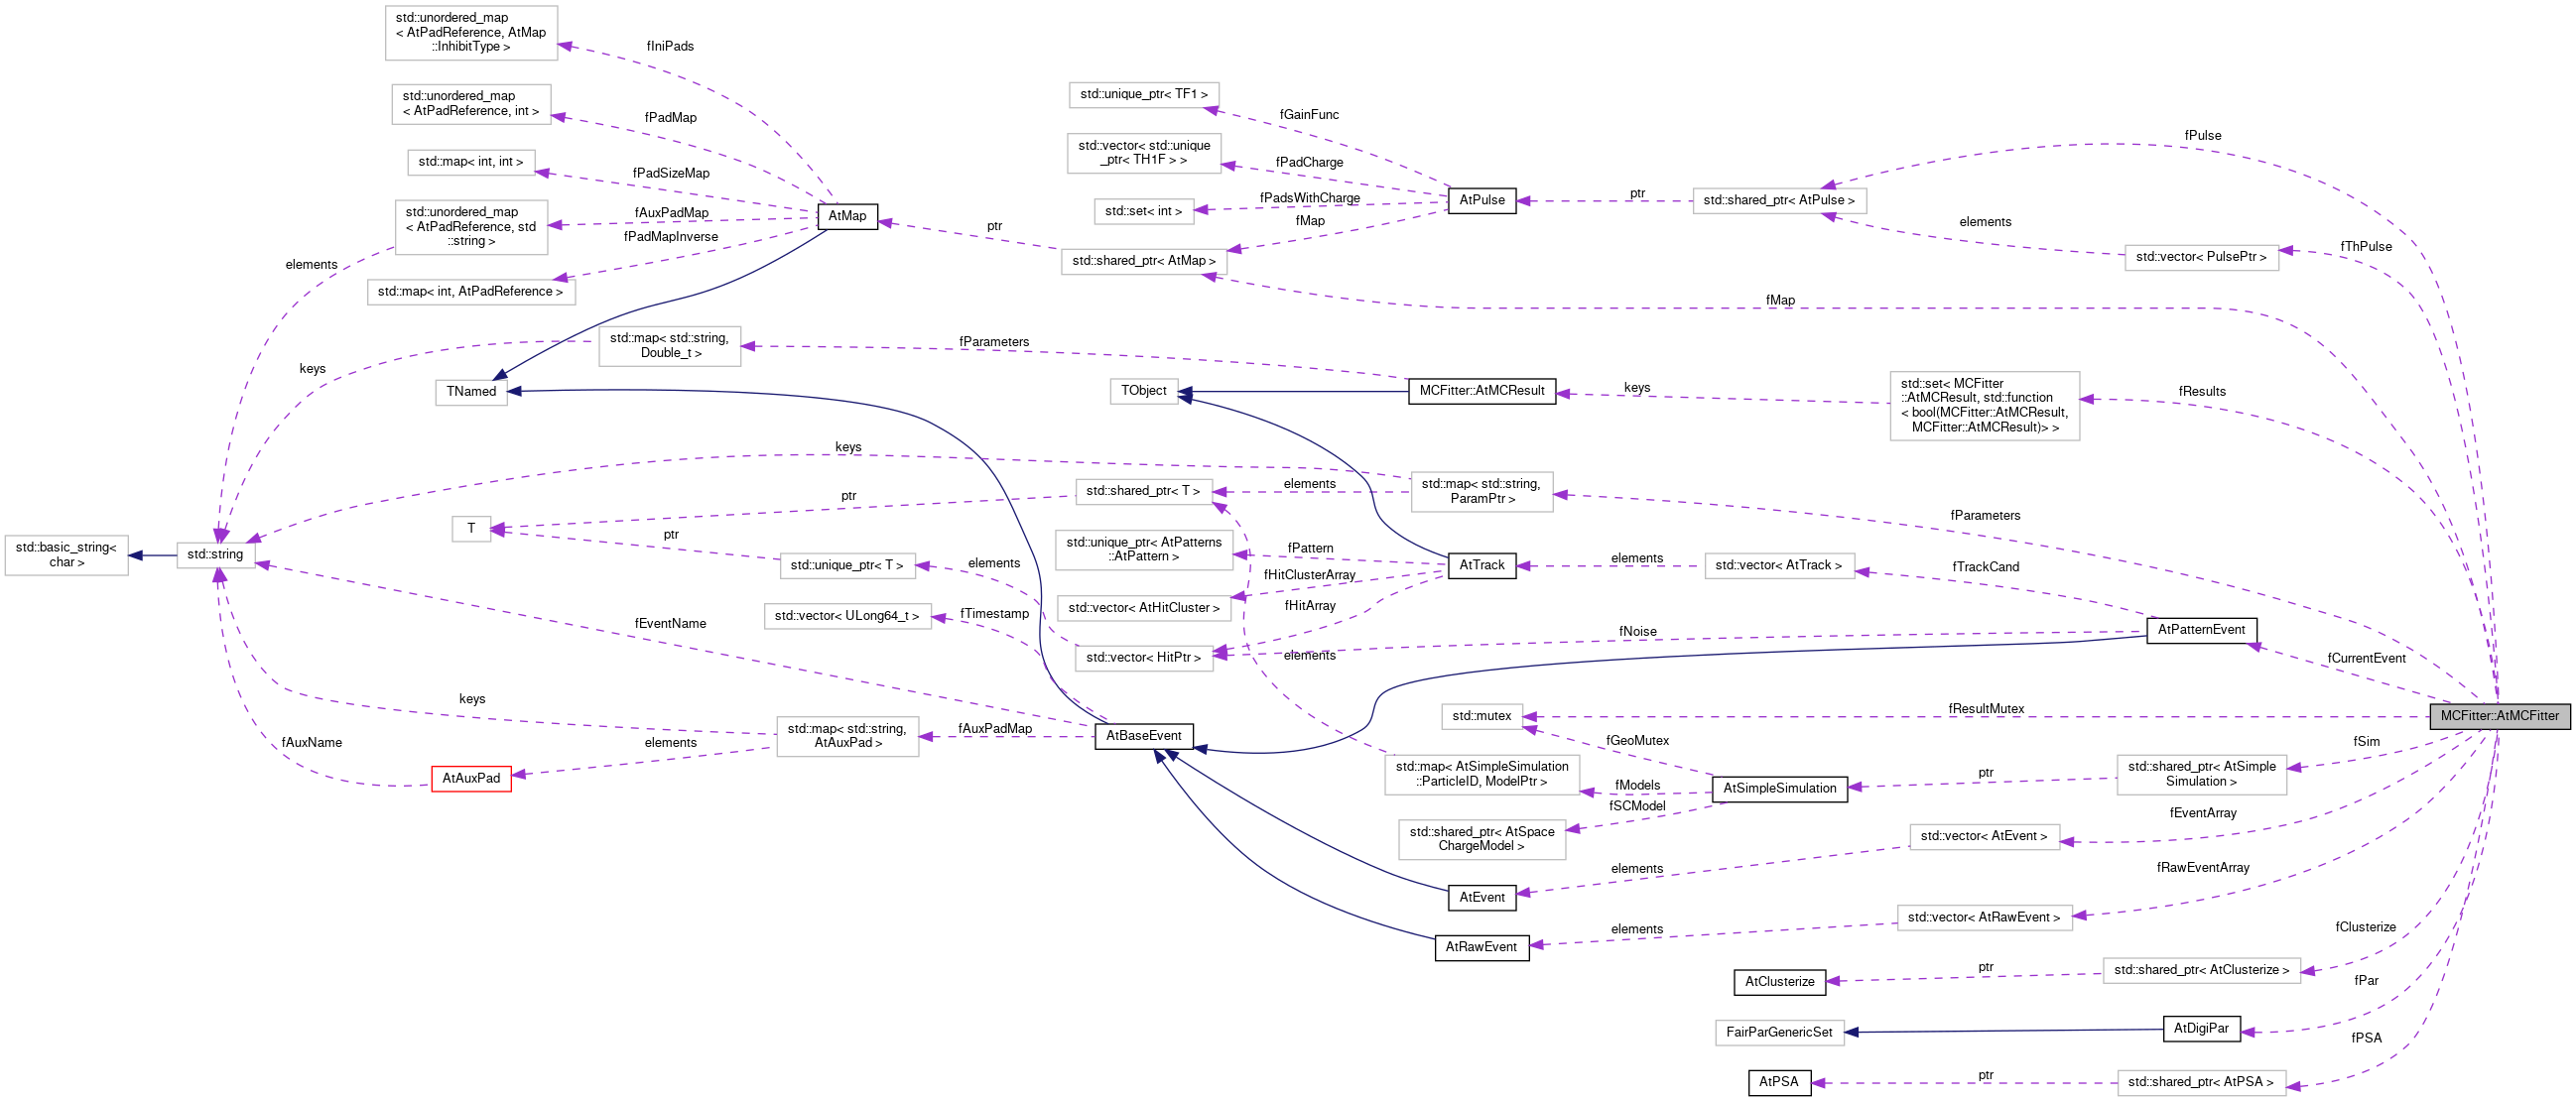 std::unordered_map
< AtPadReference, AtMap
::InhibitType >
fIniPads
std::unordered_map
< AtPadReference, int >
fPadMap
std::map< int, int >
fPadSizeMap
std::unordered_map
< AtPadReference, std
::string >
fAuxPadMap
fPadMapInverse
std::map< int, AtPadReference >
elements
AtMap
ptr
std::unique_ptr< TF1 >
fGainFunc
std::vector< std::unique
_ptr< TH1F > >
fPadCharge
std::set< int >
fPadsWithCharge
fMap
std::shared_ptr< AtMap >
AtPulse
ptr
std::shared_ptr< AtPulse >
fPulse
elements
std::vector< PulsePtr >
fThPulse
fMap
std::map< std::string,
Double_t >
fParameters
keys
TNamed
TObject
MCFitter::AtMCResult
keys
std::set< MCFitter
::AtMCResult, std::function
< bool(MCFitter::AtMCResult,
MCFitter::AtMCResult)> >
fResults
keys
std::map< std::string,
ParamPtr >
elements
std::shared_ptr< T >
ptr
T
ptr
std::unique_ptr< T >
elements
fParameters
std::basic_string<
char >
std::string
std::unique_ptr< AtPatterns
::AtPattern >
fPattern
AtTrack
elements
std::vector< AtTrack >
fTrackCand
fHitClusterArray
std::vector< AtHitCluster >
fHitArray
std::vector< ULong64_t >
fTimestamp
fEventName
std::vector< HitPtr >
fNoise
AtPatternEvent
fCurrentEvent
elements
keys
std::map< std::string,
AtAuxPad >
fAuxPadMap
AtBaseEvent
fAuxName
elements
AtAuxPad
std::mutex
fResultMutex
MCFitter::AtMCFitter
fGeoMutex
std::map< AtSimpleSimulation
::ParticleID, ModelPtr >
fModels
fSCModel
AtSimpleSimulation
ptr
std::shared_ptr< AtSimple
Simulation >
fSim
std::shared_ptr< AtSpace
ChargeModel >
std::vector< AtEvent >
fEventArray
elements
AtEvent
fRawEventArray
std::vector< AtRawEvent >
elements
AtRawEvent
fClusterize
AtClusterize
ptr
std::shared_ptr< AtClusterize >
fPar
FairParGenericSet
AtDigiPar
fPSA
AtPSA
ptr
std::shared_ptr< AtPSA >